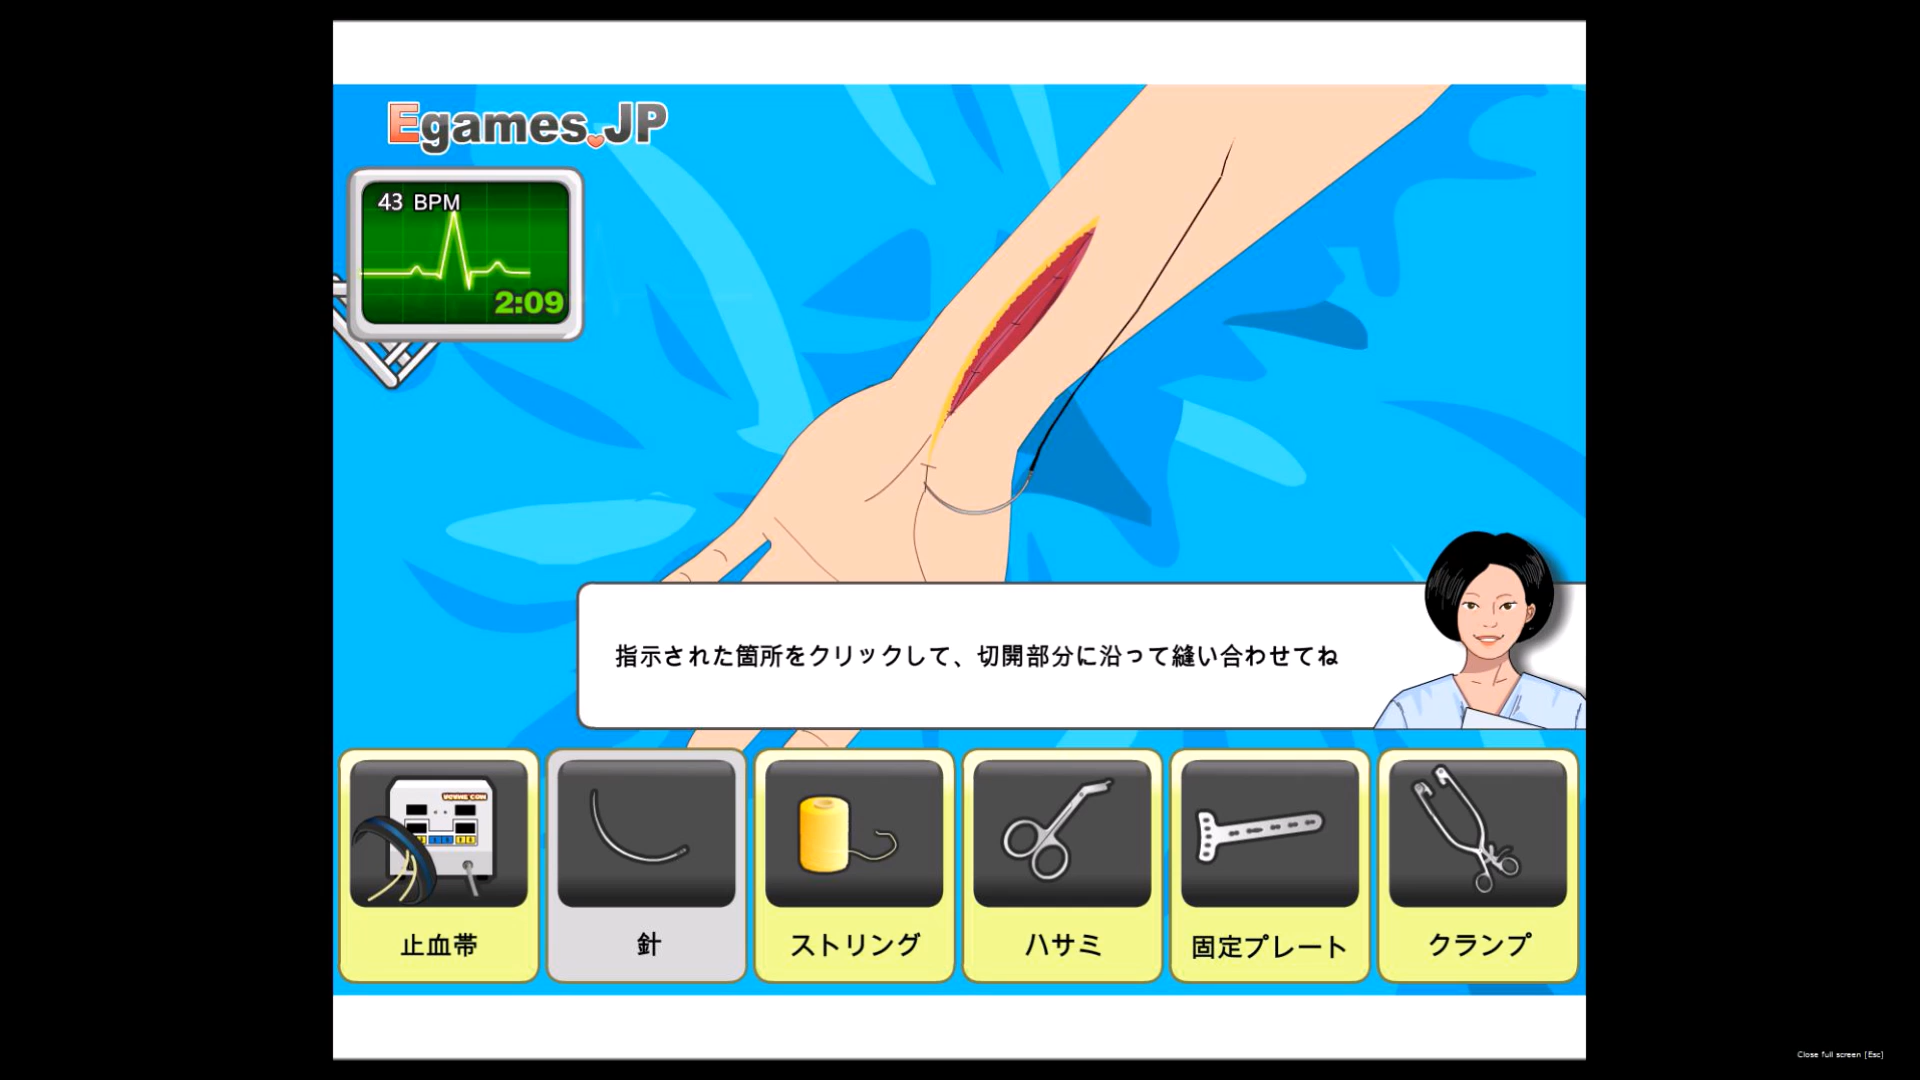 Egames.JP
43 BPM
2:09
指示された箇所をクリックして、切開部分に沿って縫い合わせてね
止血帯
針
ストリング
ハサミ
固定プレート
クランプ
Close full screen [Esc]